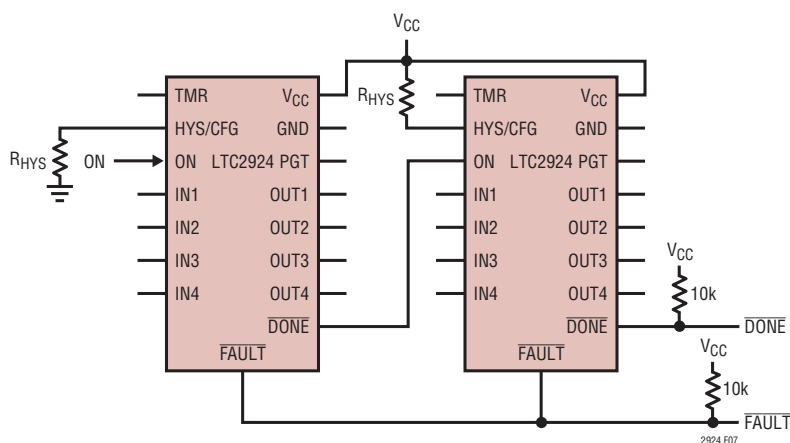 VCC
TMR VCC
HYS/CFG GND
ON LTC2924 PGT
IN1 OUT1
IN2 OUT2
IN3 OUT3
IN4 OUT4
DONE
FAULT
RHYS
ON
RHYS
TMR VCC
HYS/CFG GND
ON LTC2924 PGT
IN1 OUT1
IN2 OUT2
IN3 OUT3
IN4 OUT4
DONE
FAULT
VCC
10k
DONE
VCC
10k
FAULT
2924 F07